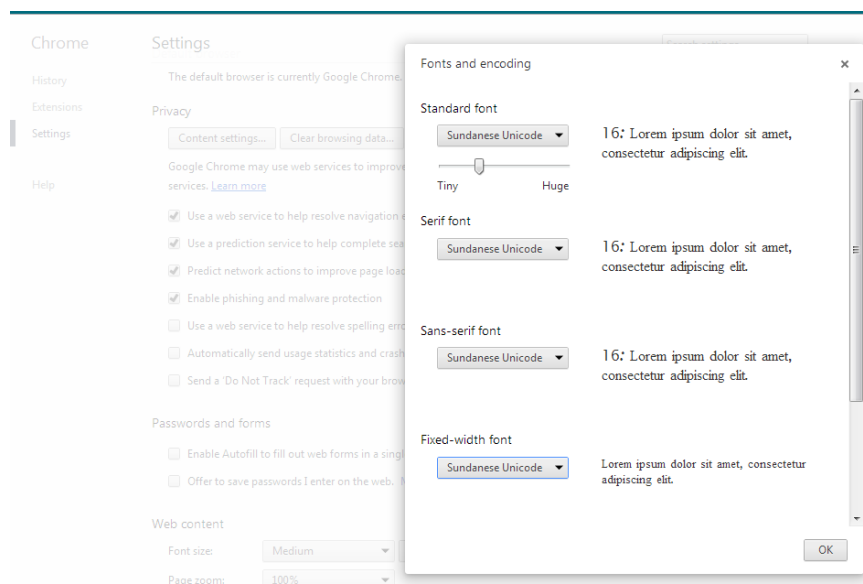 Chrome
History
Extensions
Settings
Help
Settings
The default browser is currently Google Chrome.
Privacy
Content settings...
Clear browsing data...
Google Chrome may use web services to improve
services. Learn more
Use a web service to help resolve navigation e
Use a prediction service to help complete sea
Predict network actions to improve page load
Enable phishing and malware protection
Use a web service to help resolve spelling erro
Automatically send usage statistics and crash
Send a 'Do Not Track' request with your brow
Passwords and forms
Enable Autofill to fill out web forms in a singl
Offer to save passwords I enter on the web.
Web content
Font size:
Medium
Page zoom:
100%
Fonts and encoding
Standard font
Sundanese Unicode
16: Lorem ipsum dolor sit amet,
consectetur adipiscing elit.
Tiny
Huge
Serif font
Sundanese Unicode
16: Lorem ipsum dolor sit amet,
consectetur adipiscing elit.
Sans-serif font
Sundanese Unicode
16: Lorem ipsum dolor sit amet,
consectetur adipiscing elit.
Fixed-width font
Sundanese Unicode
Lorem ipsum dolor sit amet, consectetur
adipiscing elit.
OK